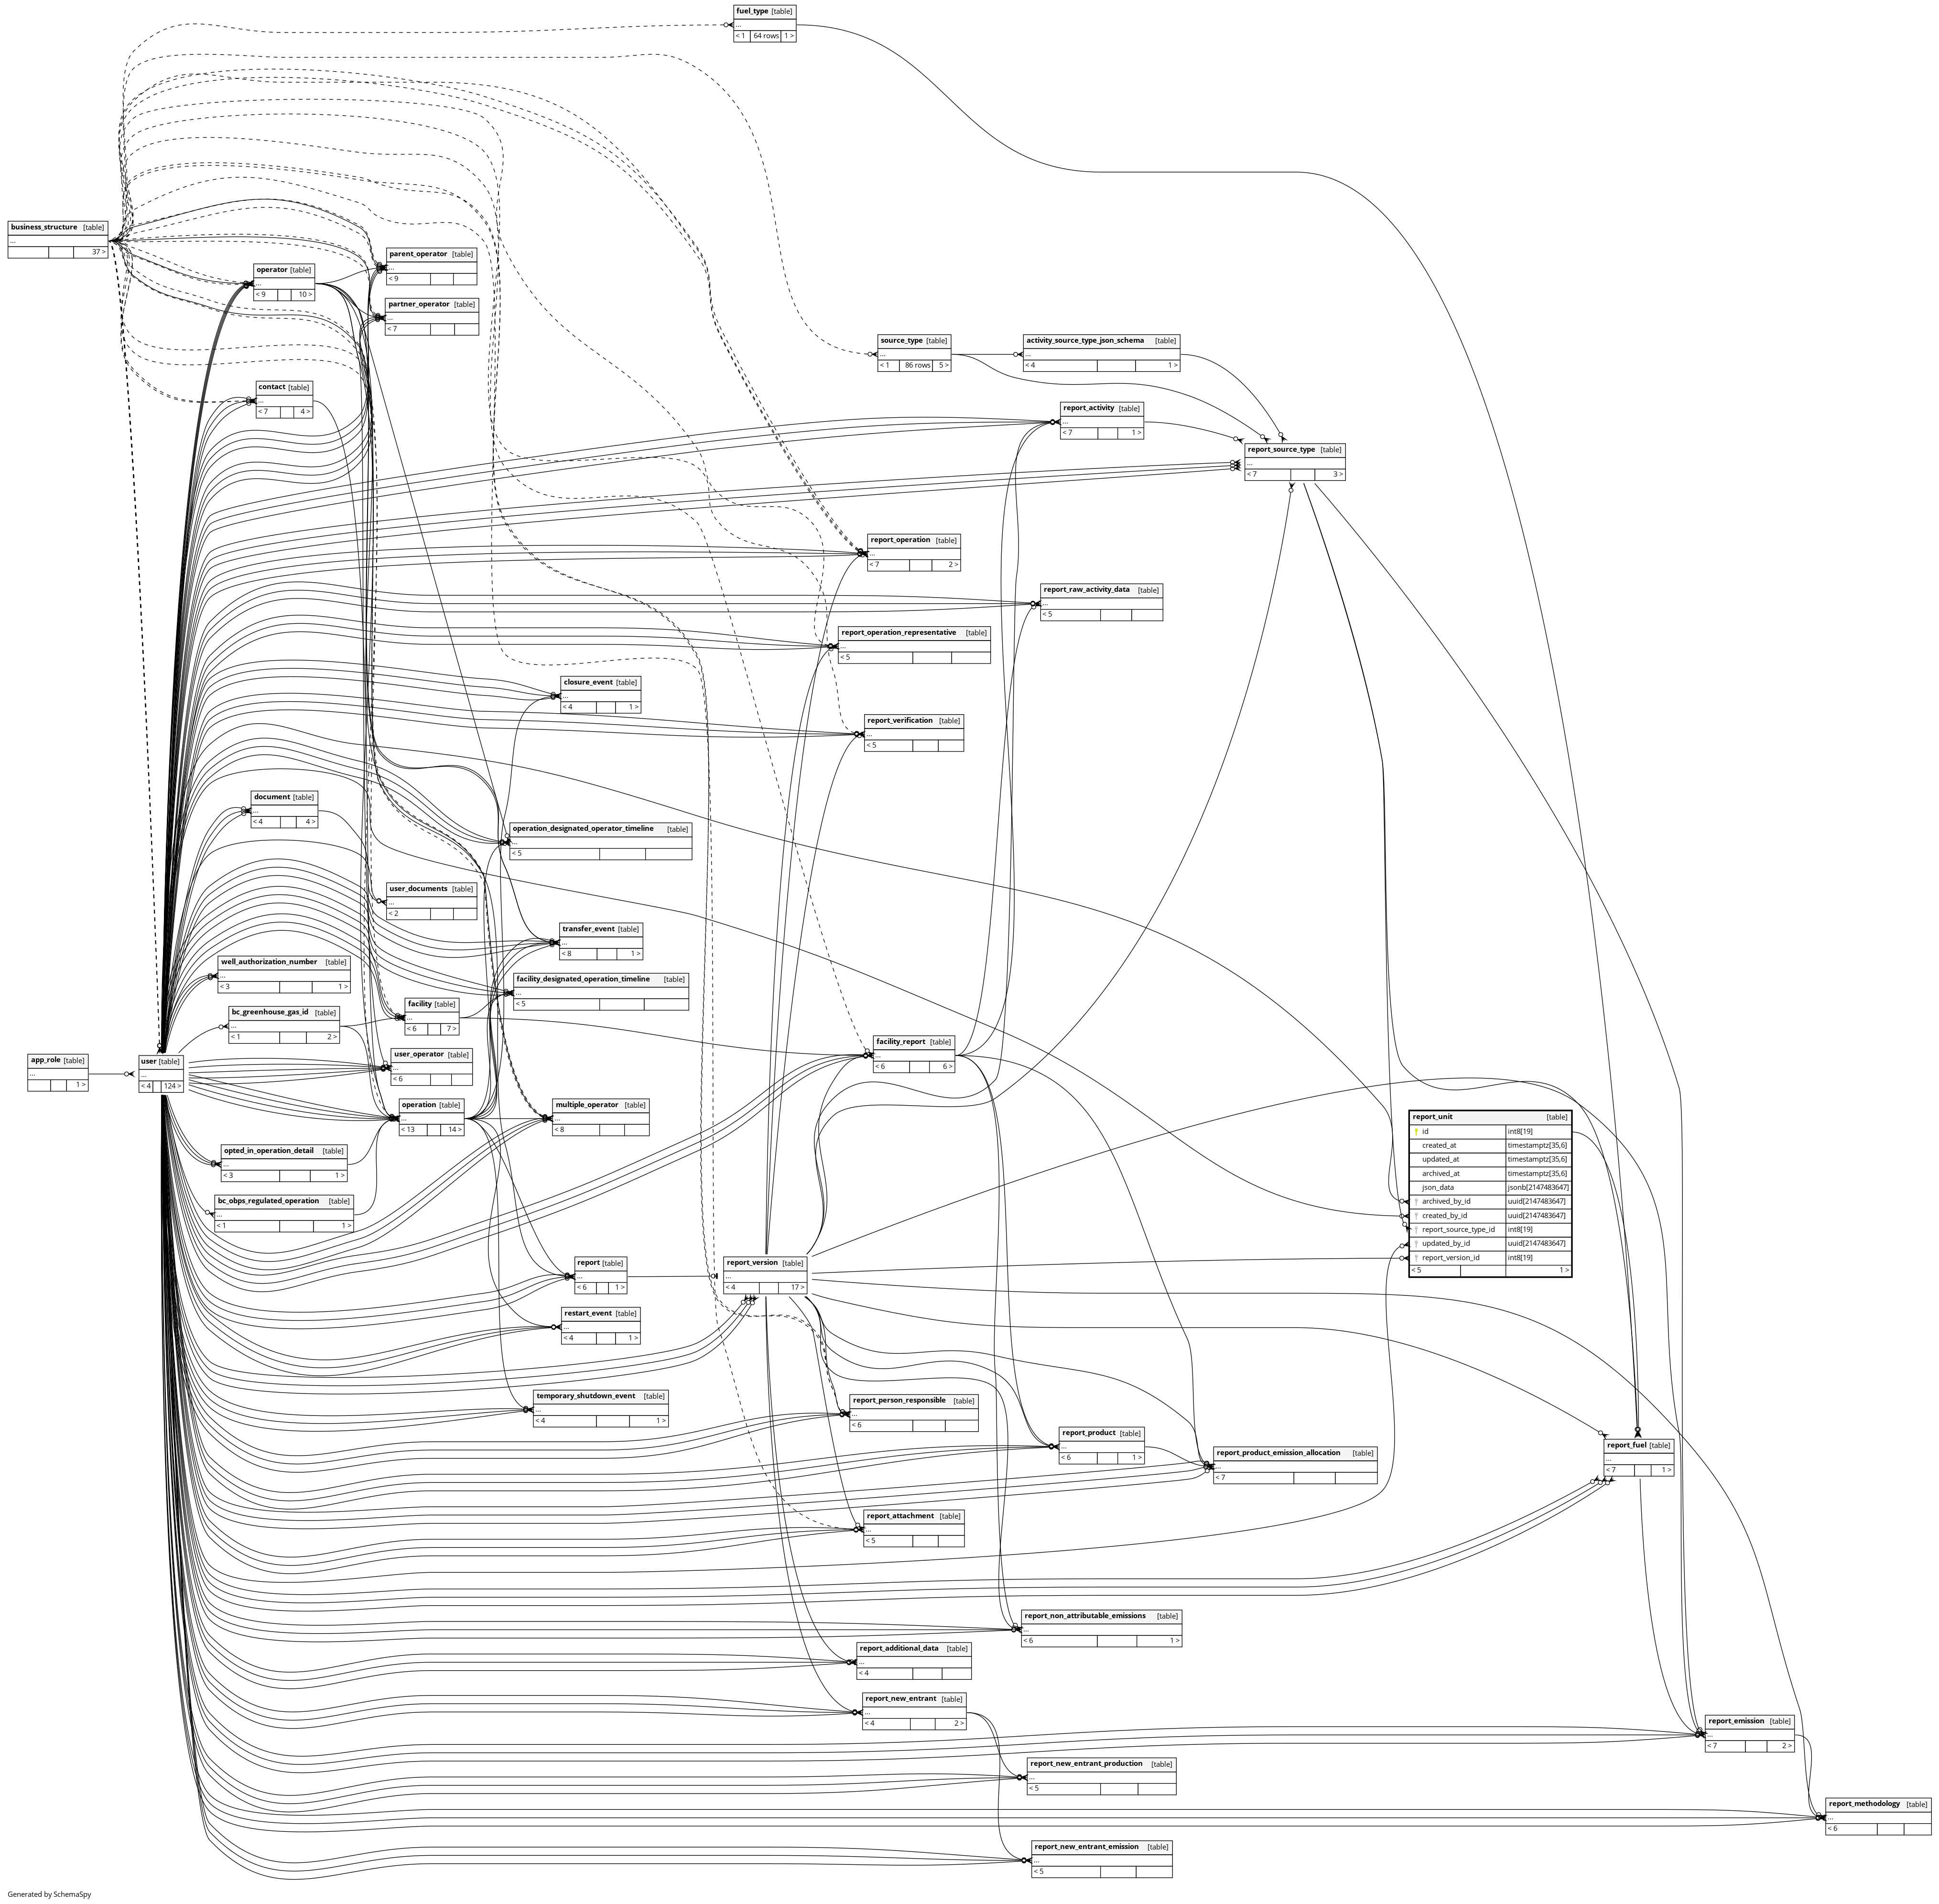 fuel_type [table]
...
< 1 64 rows 1 >
business_structure [table]
...
37 >
parent_operator [table]
...
< 9
operator [table]
...
< 9 10 >
partner_operator [table]
...
< 7
source_type [table]
...
< 1 86 rows 5 >
activity_source_type_json_schema [table]
...
< 4 1 >
contact [table]
...
< 7 4 >
report_activity [table]
...
< 7 1 >
report_source_type [table]
...
< 7 3 >
report_operation [table]
...
< 7 2 >
report_raw_activity_data [table]
...
< 5
report_operation_representative [table]
...
< 5
closure_event [table]
...
< 4 1 >
report_verification [table]
...
< 5
document [table]
...
< 4 4 >
operation_designated_operator_timeline [table]
...
< 5
user_documents [table]
...
< 2
transfer_event [table]
...
< 8 1 >
well_authorization_number [table]
...
< 3 1 >
facility_designated_operation_timeline [table]
...
< 5
facility [table]
...
< 6 7 >
bc_greenhouse_gas_id [table]
...
< 1 2 >
facility_report [table]
...
< 6 6 >
user_operator [table]
...
< 6
app_role [table]
...
1 >
user [table]
...
< 4 124 >
operation [table]
...
< 13 14 >
multiple_operator [table]
...
< 8
report_unit [table]
id int8[19]
created_at timestamptz[35,6]
updated_at timestamptz[35,6]
archived_at timestamptz[35,6]
json_data jsonb[2147483647]
archived_by_id uuid[2147483647]
created_by_id uuid[2147483647]
report_source_type_id int8[19]
updated_by_id uuid[2147483647]
report_version_id int8[19]
< 5 1 >
opted_in_operation_detail [table]
...
< 3 1 >
bc_obps_regulated_operation [table]
...
< 1 1 >
report [table]
...
< 6 1 >
report_version [table]
...
< 4 17 >
restart_event [table]
...
< 4 1 >
temporary_shutdown_event [table]
...
< 4 1 >
report_person_responsible [table]
...
< 6
report_product [table]
...
< 6 1 >
report_product_emission_allocation [table]
...
< 7
report_fuel [table]
...
< 7 1 >
report_attachment [table]
...
< 5
report_non_attributable_emissions [table]
...
< 6 1 >
report_additional_data [table]
...
< 4
report_new_entrant [table]
...
< 4 2 >
report_emission [table]
...
< 7 2 >
report_new_entrant_production [table]
...
< 5
report_methodology [table]
...
< 6
report_new_entrant_emission [table]
...
< 5
Generated by SchemaSpy